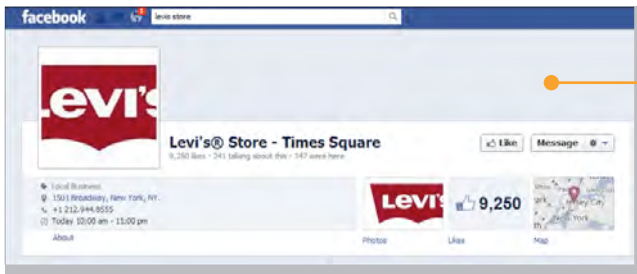 facebook
levis store
.evi's
Levi's® Store - Times Square
9,250 likes · 241 talking about this · 147 were here
Like
Message
Local Business
1501 Broadway, New York, NY
+1 212.944.8555
Today 10:00 am - 11:00 pm
About
LEVI'S
9,250
Photos
Likes
Map